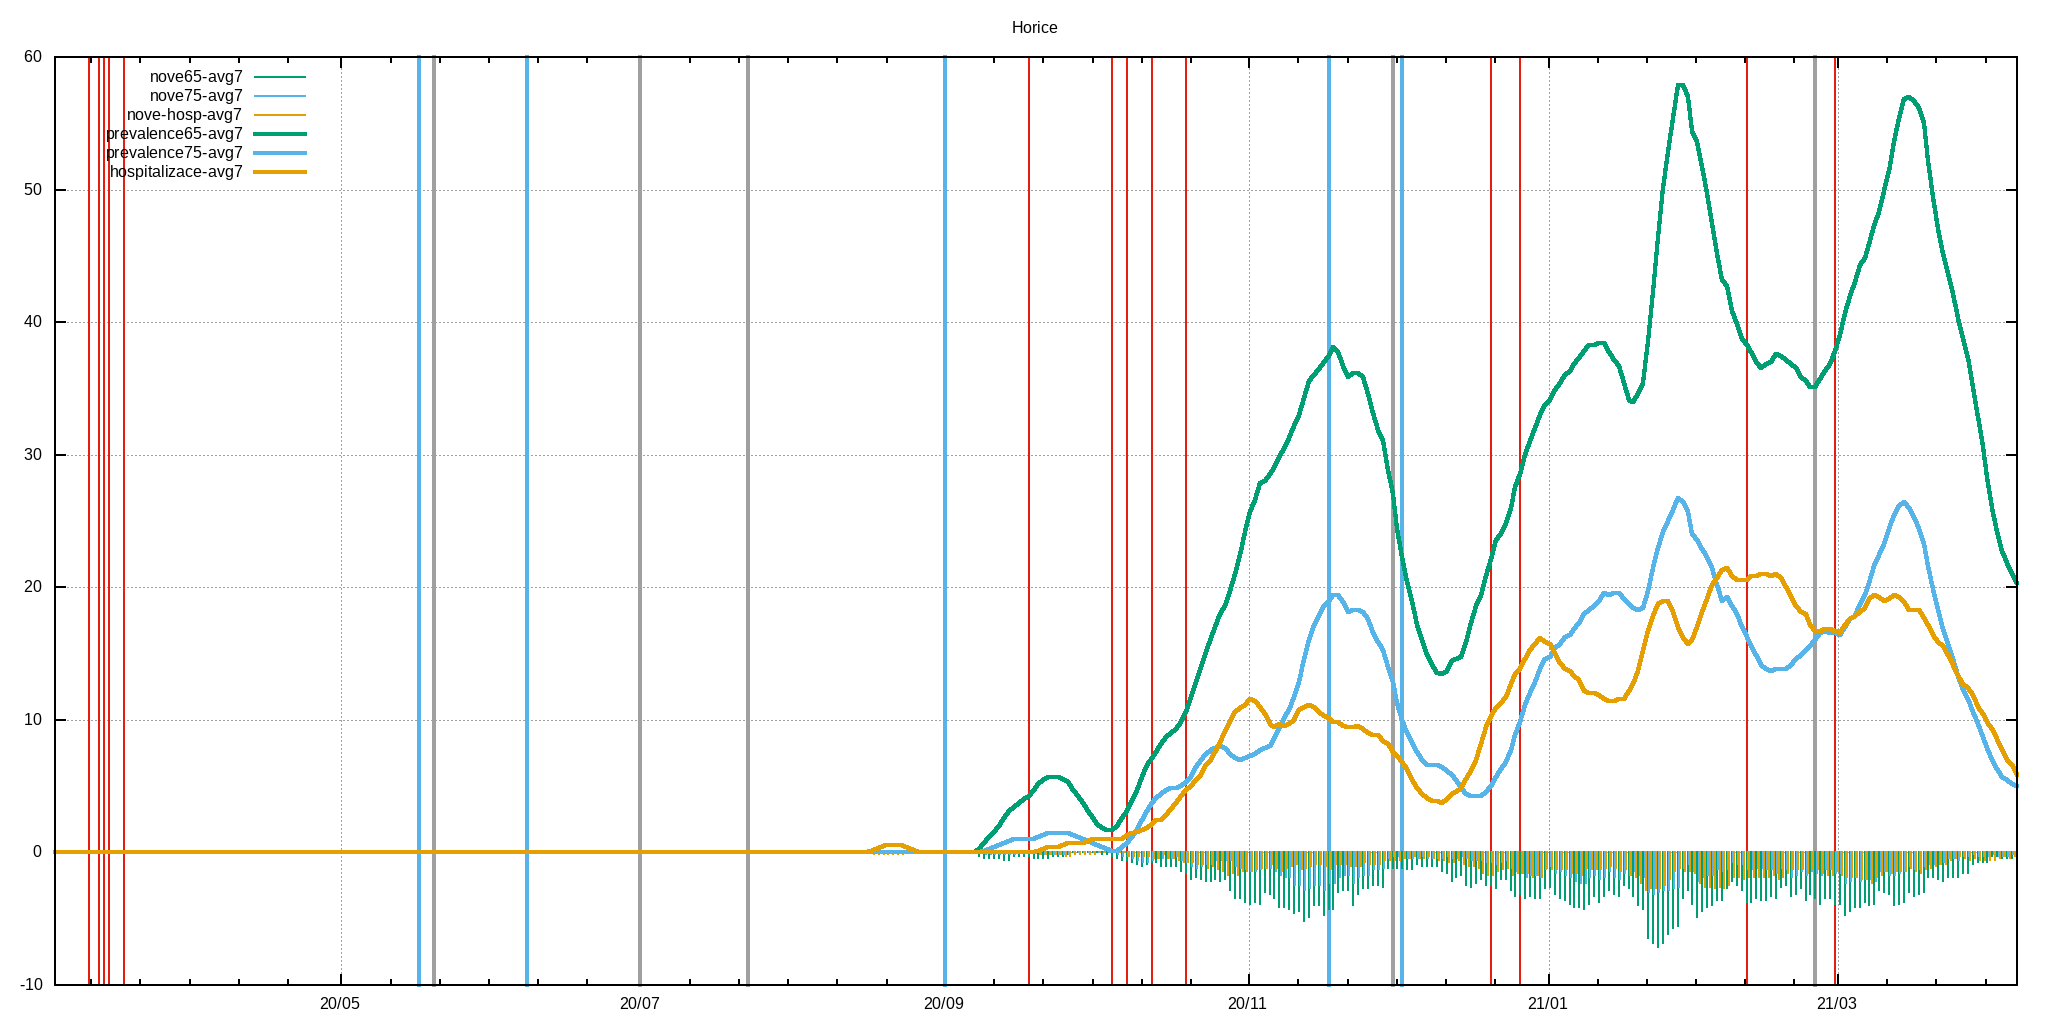 Horice
60
nove65-avg7
nove75-avg7
nove-hosp-avg7
prevalence65-avg7
prevalence75-avg7
hospitalizace-avg7
50
40
30
20
10
0
-10
20/05 20/07 20/09 20/11 21/01 21/03